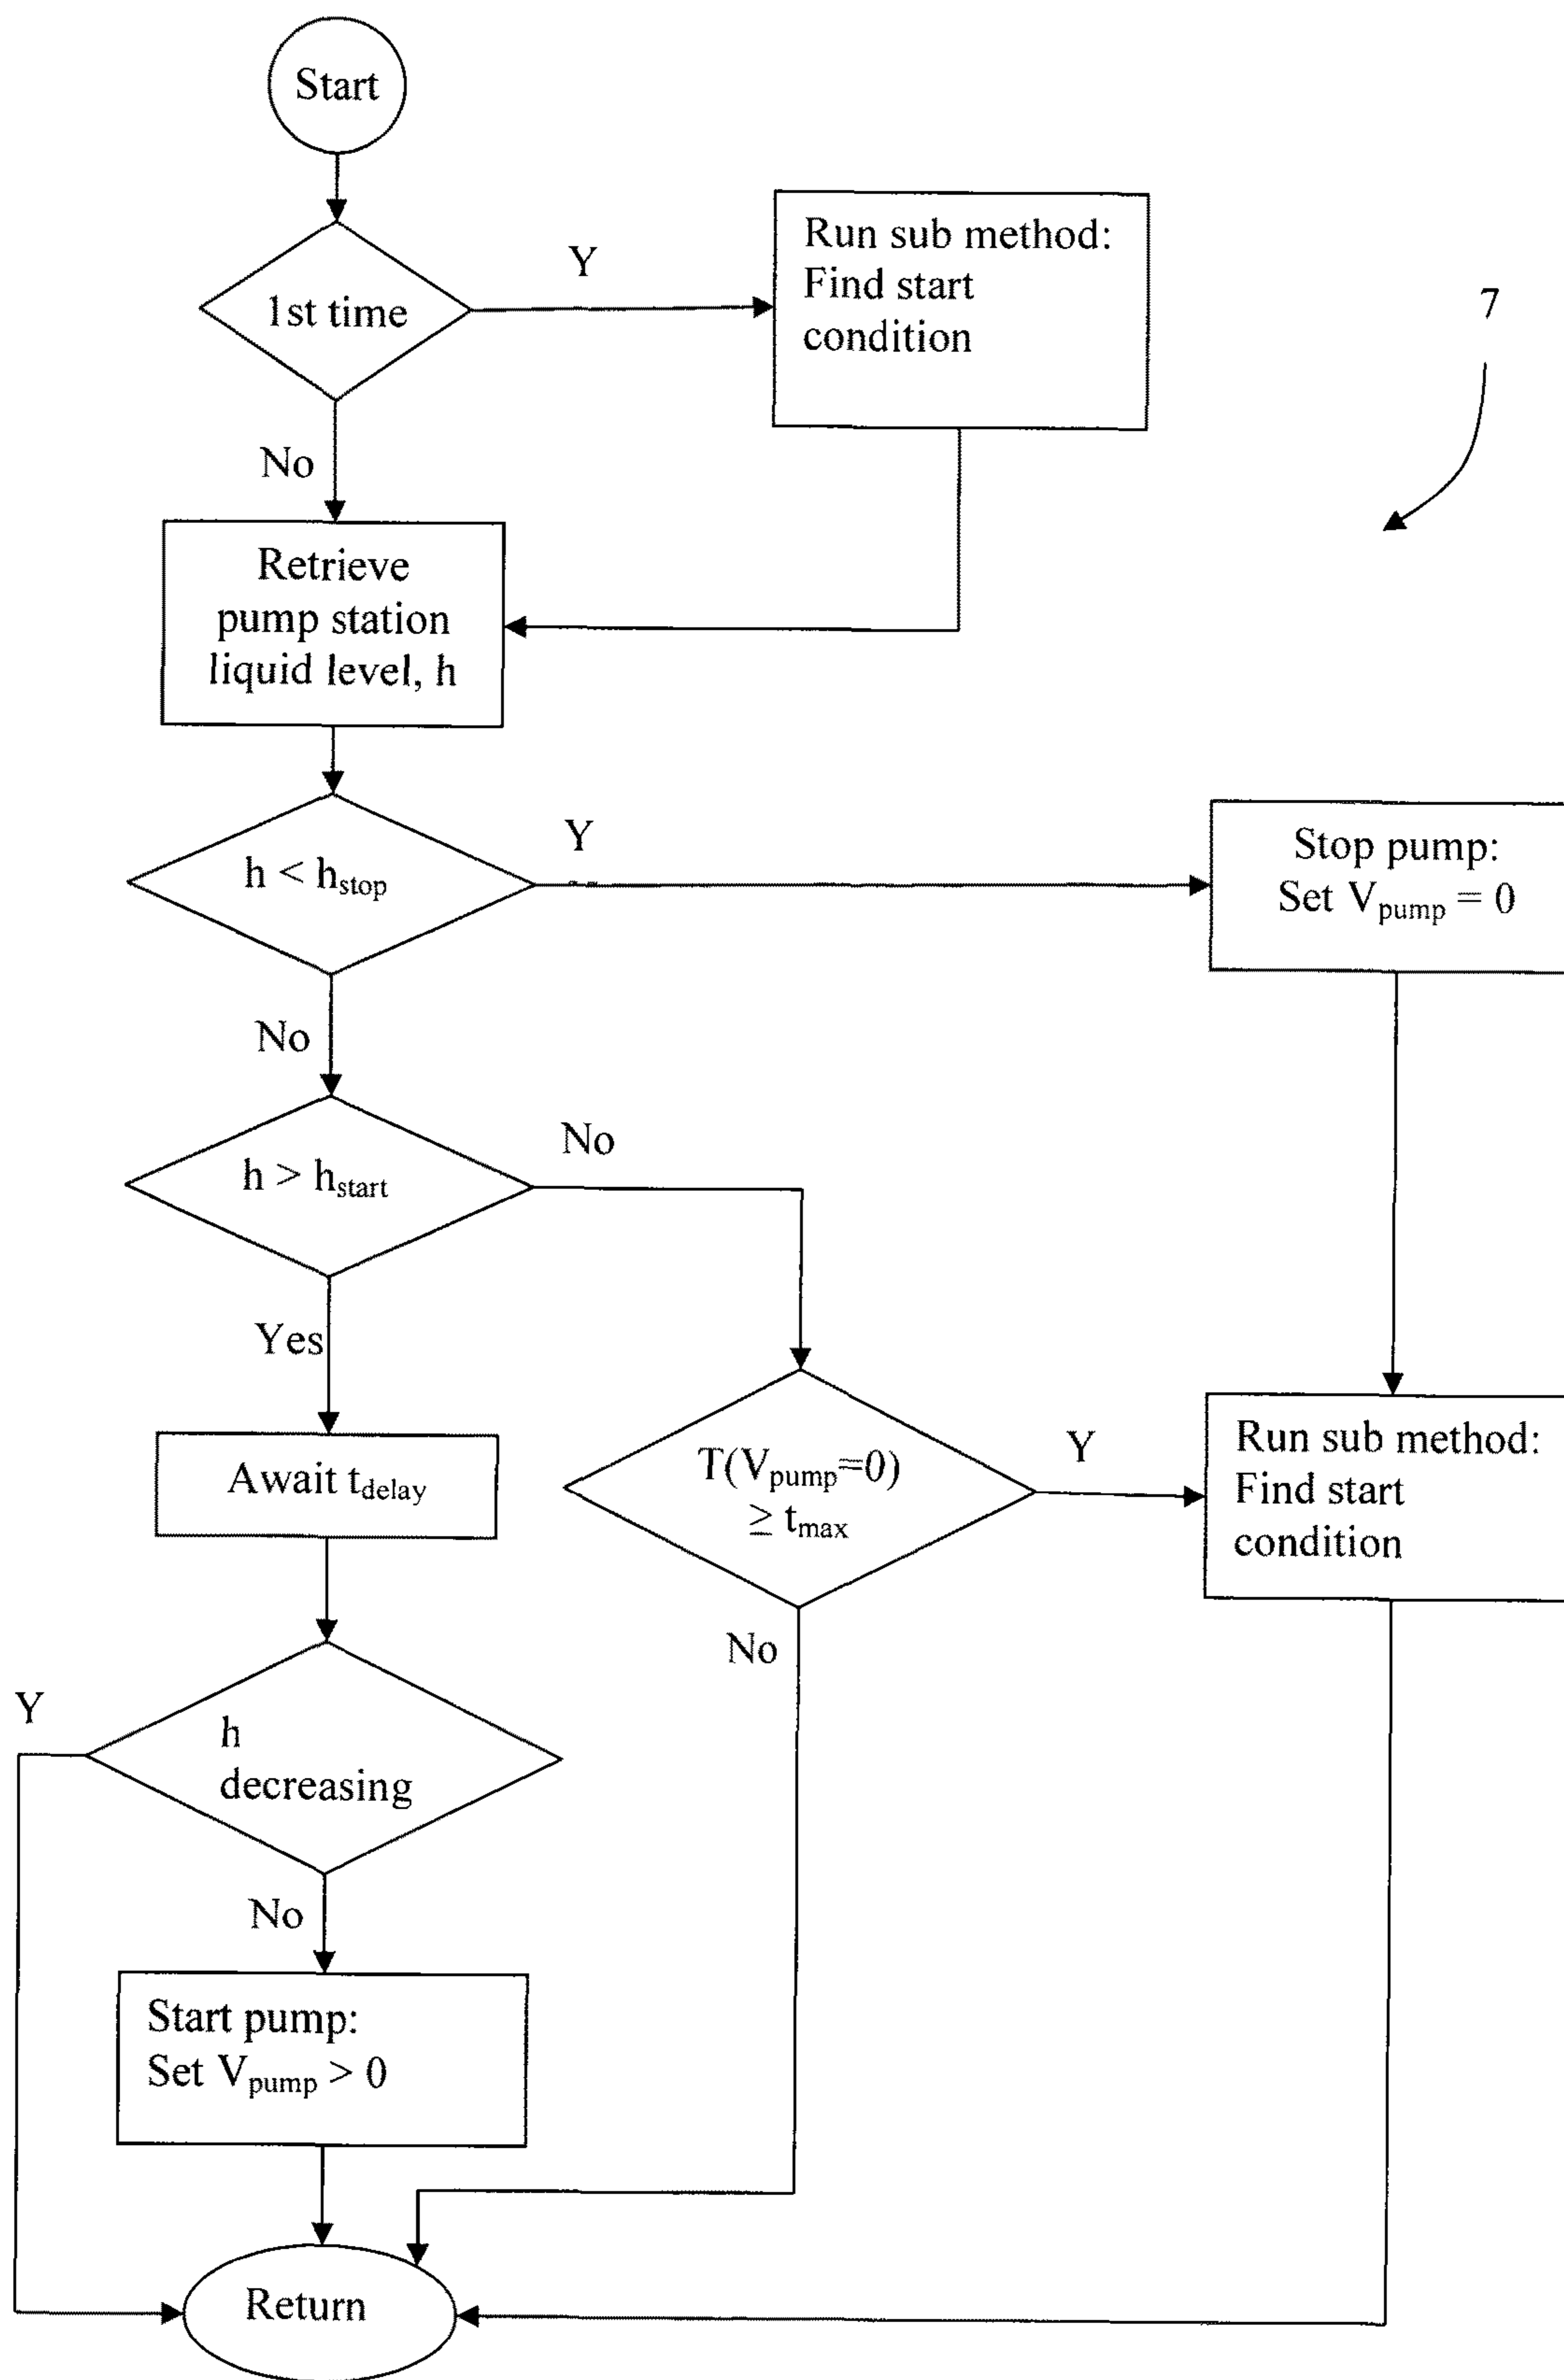 Start
1st time
Y
Run sub method:
Find start
condition
7
No
Retrieve
pump station
liquid level, h
h < hstop
Y
Stop pump:
Set Vpump = 0
No
h > hstart
No
Yes
Await tdelay
T(Vpump=0)
≥ tmax
Y
Run sub method:
Find start
condition
No
Y
h
decreasing
No
Start pump:
Set Vpump > 0
Return